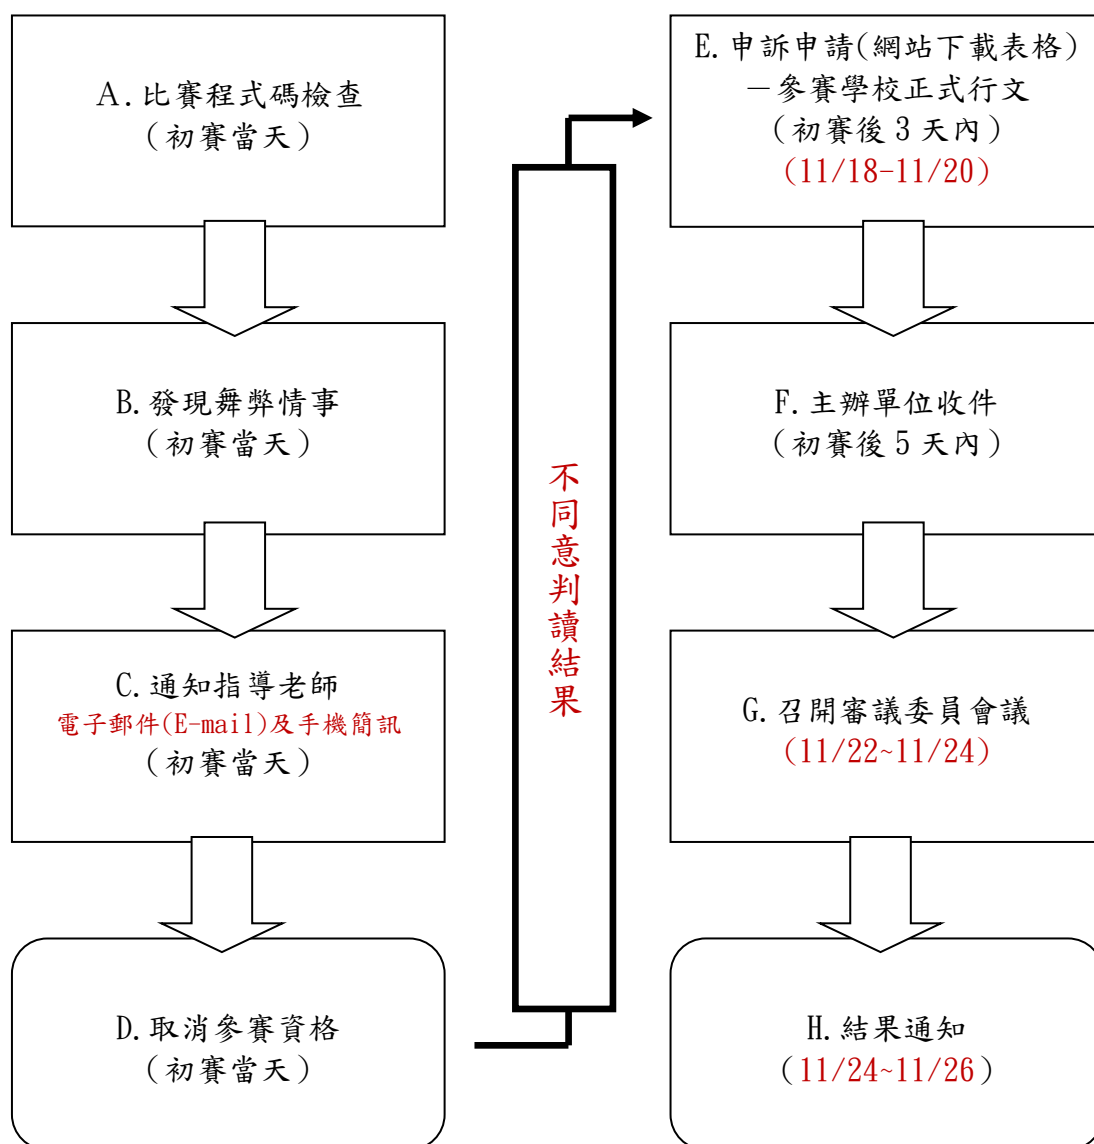 A.比賽程式碼檢查
(初賽當天)
B.發現舞弊情事
(初賽當天)
C.通知指導老師
電子郵件(E-mail)及手機簡訊
(初賽當天)
D.取消參賽資格
(初賽當天)
不同意判讀結果
E.申訴申請(網站下載表格)
－參賽學校正式行文
(初賽後3天內)
(11/18-11/20)
F.主辦單位收件
(初賽後5天內)
G.召開審議委員會議
(11/22~11/24)
H.結果通知
(11/24~11/26)